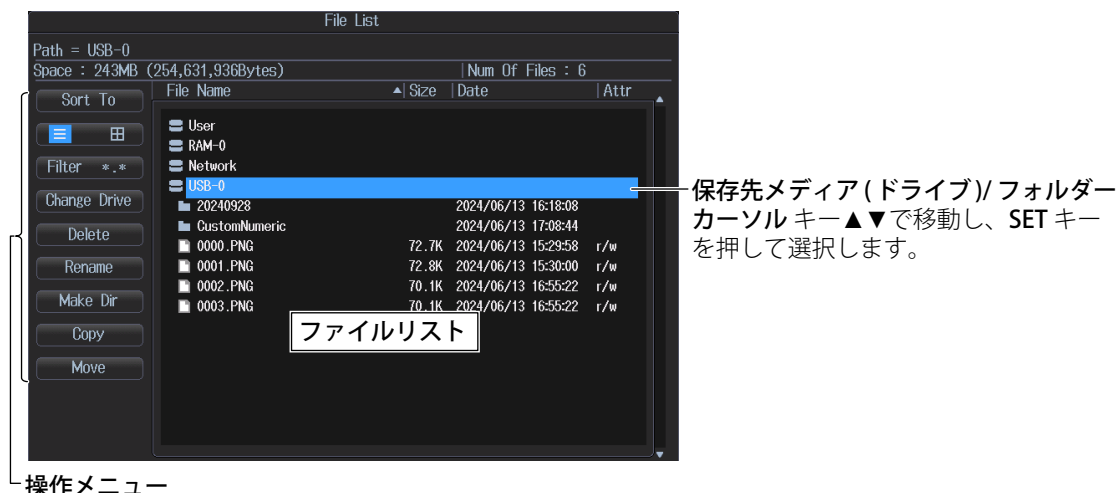 File List
Path = USB-0
Space : 243MB (254,631,936Bytes) Num Of Files : 6
File Name ▲ Size Date Attr
Sort To
Filter *.*
Change Drive
Delete
Rename
Make Dir
Copy
Move
User
RAM-0
Network
USB-0
20240928 2024/06/13 16:18:08
CustomNumeric 2024/06/13 17:08:44
0000.PNG 72.7K 2024/06/13 15:29:58 r/w
0001.PNG 72.8K 2024/06/13 15:30:00 r/w
0002.PNG 70.1K 2024/06/13 16:55:22 r/w
0003.PNG 70.1K 2024/06/13 16:55:22 r/w
ファイルリスト
保存先メディア ( ドライブ )/ フォルダー
カーソル キー▲▼で移動し、SET キー
を押して選択します。
操作メニュー